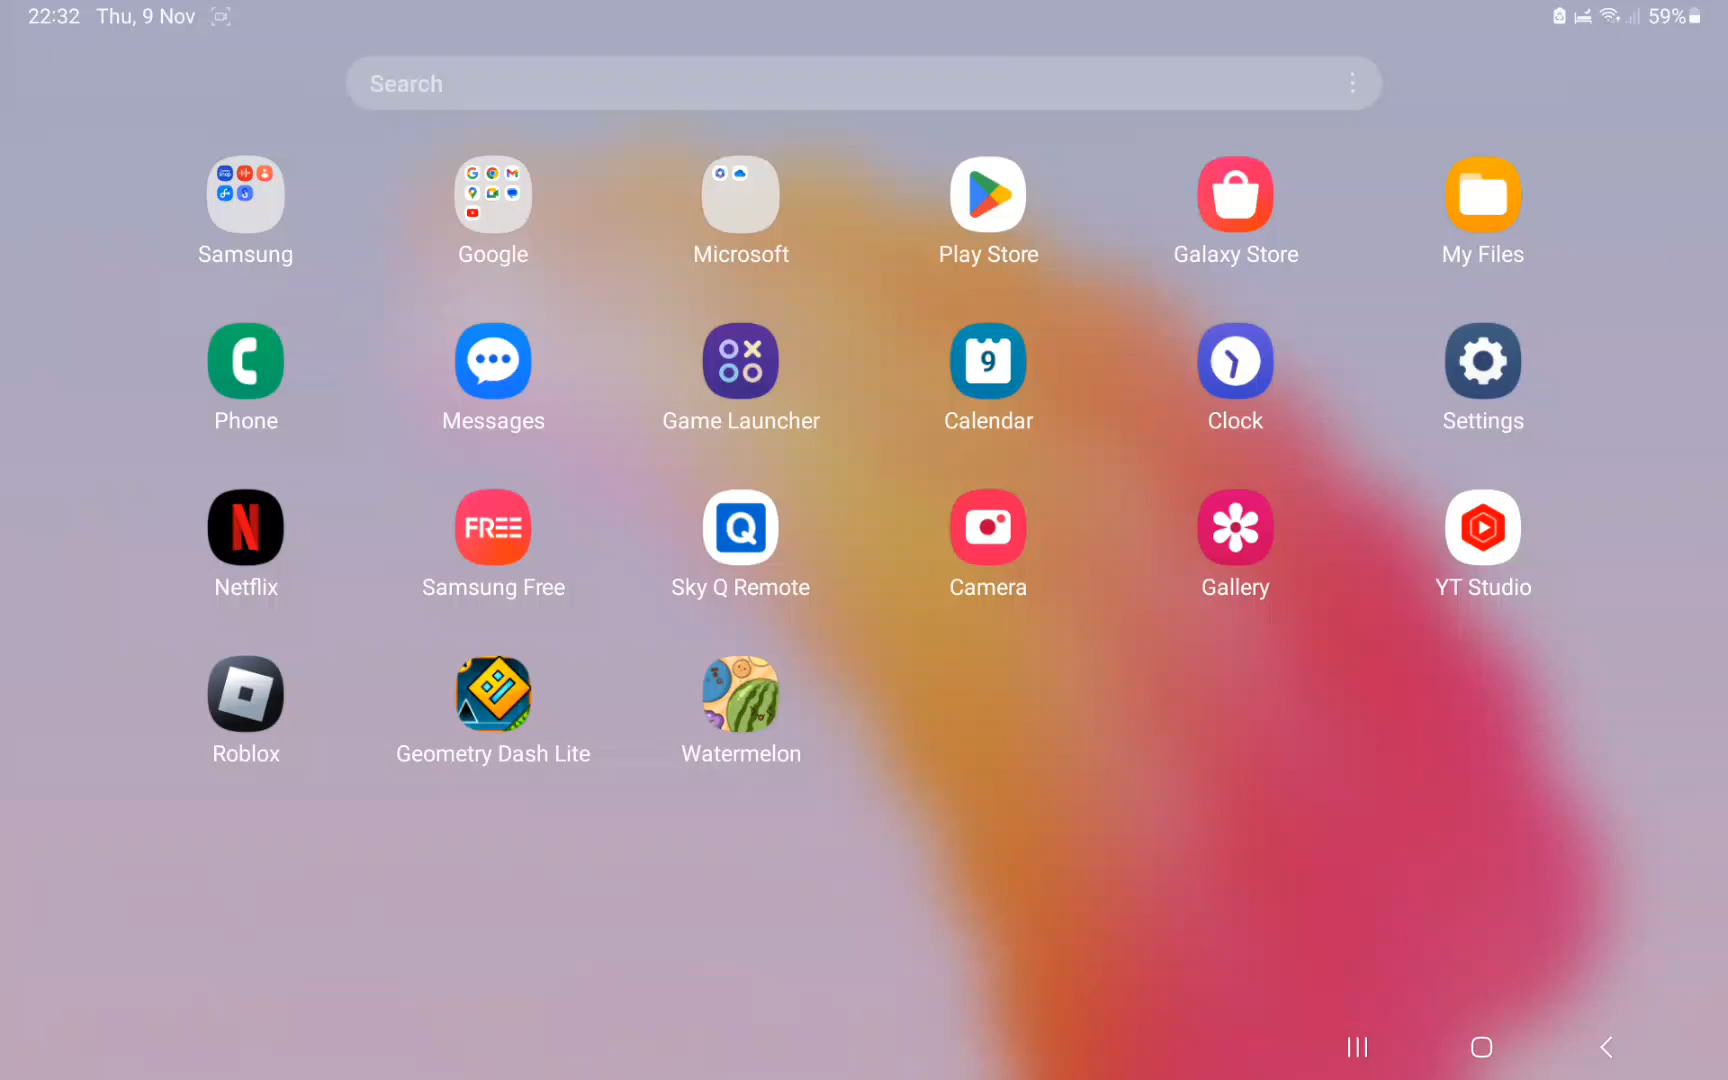 22:32 Thu, 9 Nov 59%
Search
Samsung Google Microsoft Play Store Galaxy Store My Files
9
Phone Messages Game Launcher Calendar Clock Settings
N FREE Q
Netflix Samsung Free Sky Q Remote Camera Gallery YT Studio
Roblox Geometry Dash Lite Watermelon